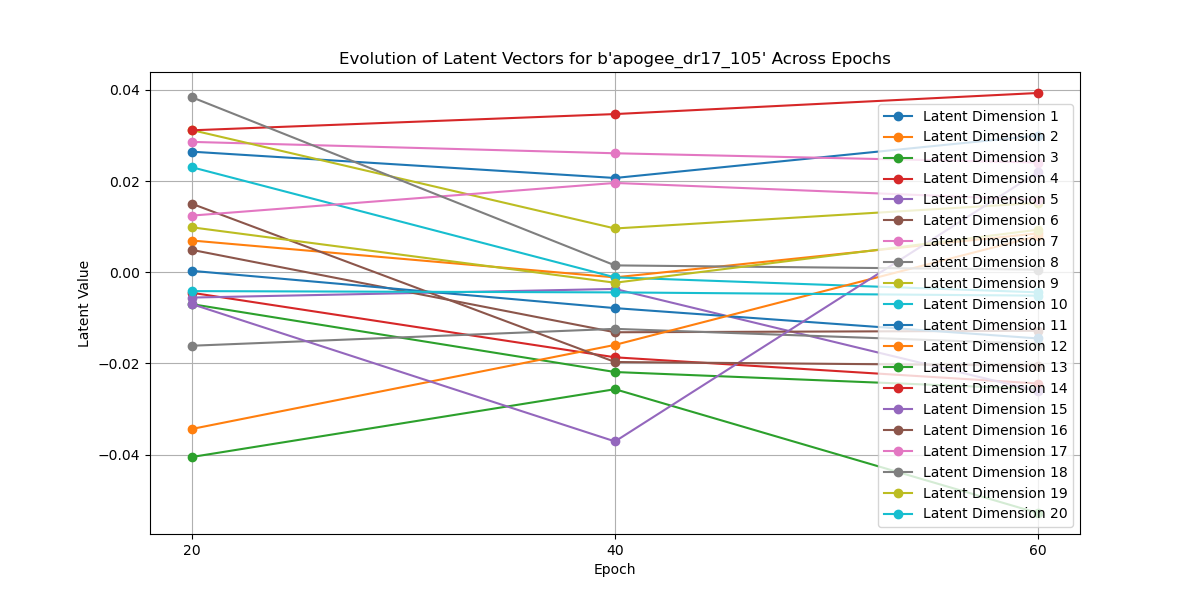 Evolution of Latent Vectors for b'apogee_dr17_105' Across Epochs
Latent Value
0.04
0.02
0.00
−0.02
−0.04
20
40
60
Epoch
Latent Dimension 1
Latent Dimension 2
Latent Dimension 3
Latent Dimension 4
Latent Dimension 5
Latent Dimension 6
Latent Dimension 7
Latent Dimension 8
Latent Dimension 9
Latent Dimension 10
Latent Dimension 11
Latent Dimension 12
Latent Dimension 13
Latent Dimension 14
Latent Dimension 15
Latent Dimension 16
Latent Dimension 17
Latent Dimension 18
Latent Dimension 19
Latent Dimension 20